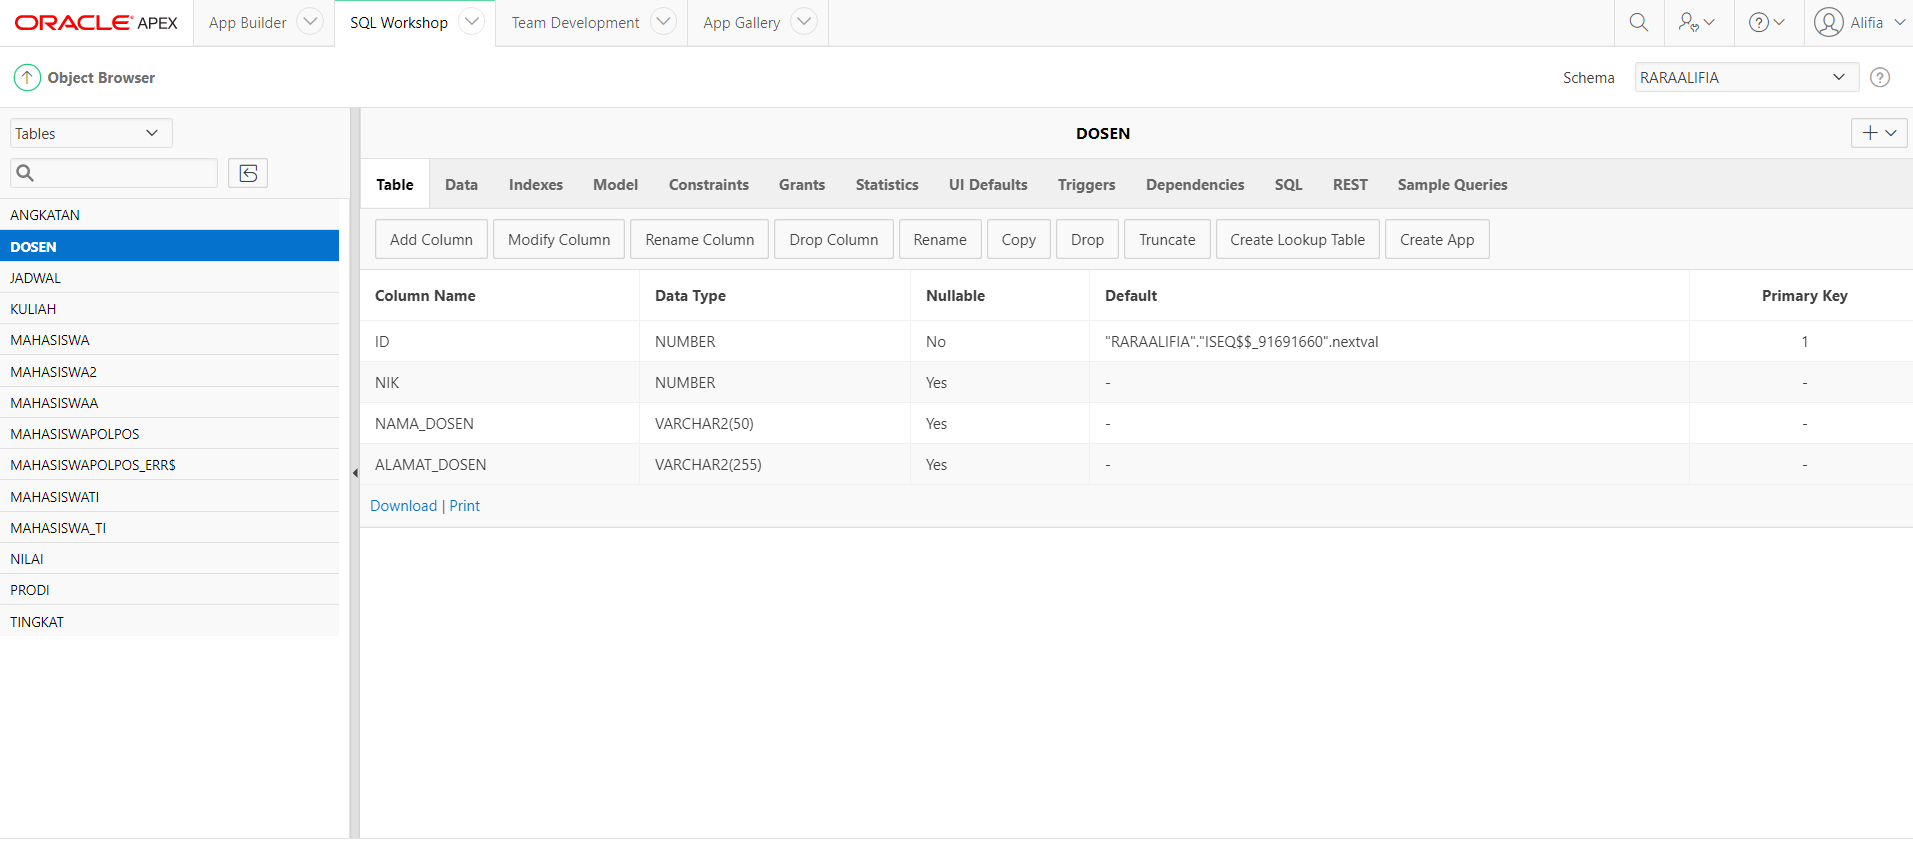 ORACLE APEX App Builder SQL Workshop Team Development App Gallery Alifia
Object Browser Schema RARAALIFIA
Tables
DOSEN
Table Data Indexes Model Constraints Grants Statistics UI Defaults Triggers Dependencies SQL REST Sample Queries
ANGKATAN
DOSEN
JADWAL
KULIAH
MAHASISWA
MAHASISWA2
MAHASISWAA
MAHASISWAPOLPOS
MAHASISWAPOLPOS_ERR$
MAHASISWATI
MAHASISWA_TI
NILAI
PRODI
TINGKAT
Add Column Modify Column Rename Column Drop Column Rename Copy Drop Truncate Create Lookup Table Create App
Column Name Data Type Nullable Default Primary Key
ID NUMBER No "RARAALIFIA"."ISEQ$$_91691660".nextval 1
NIK NUMBER Yes - -
NAMA_DOSEN VARCHAR2(50) Yes - -
ALAMAT_DOSEN VARCHAR2(255) Yes - -
Download | Print